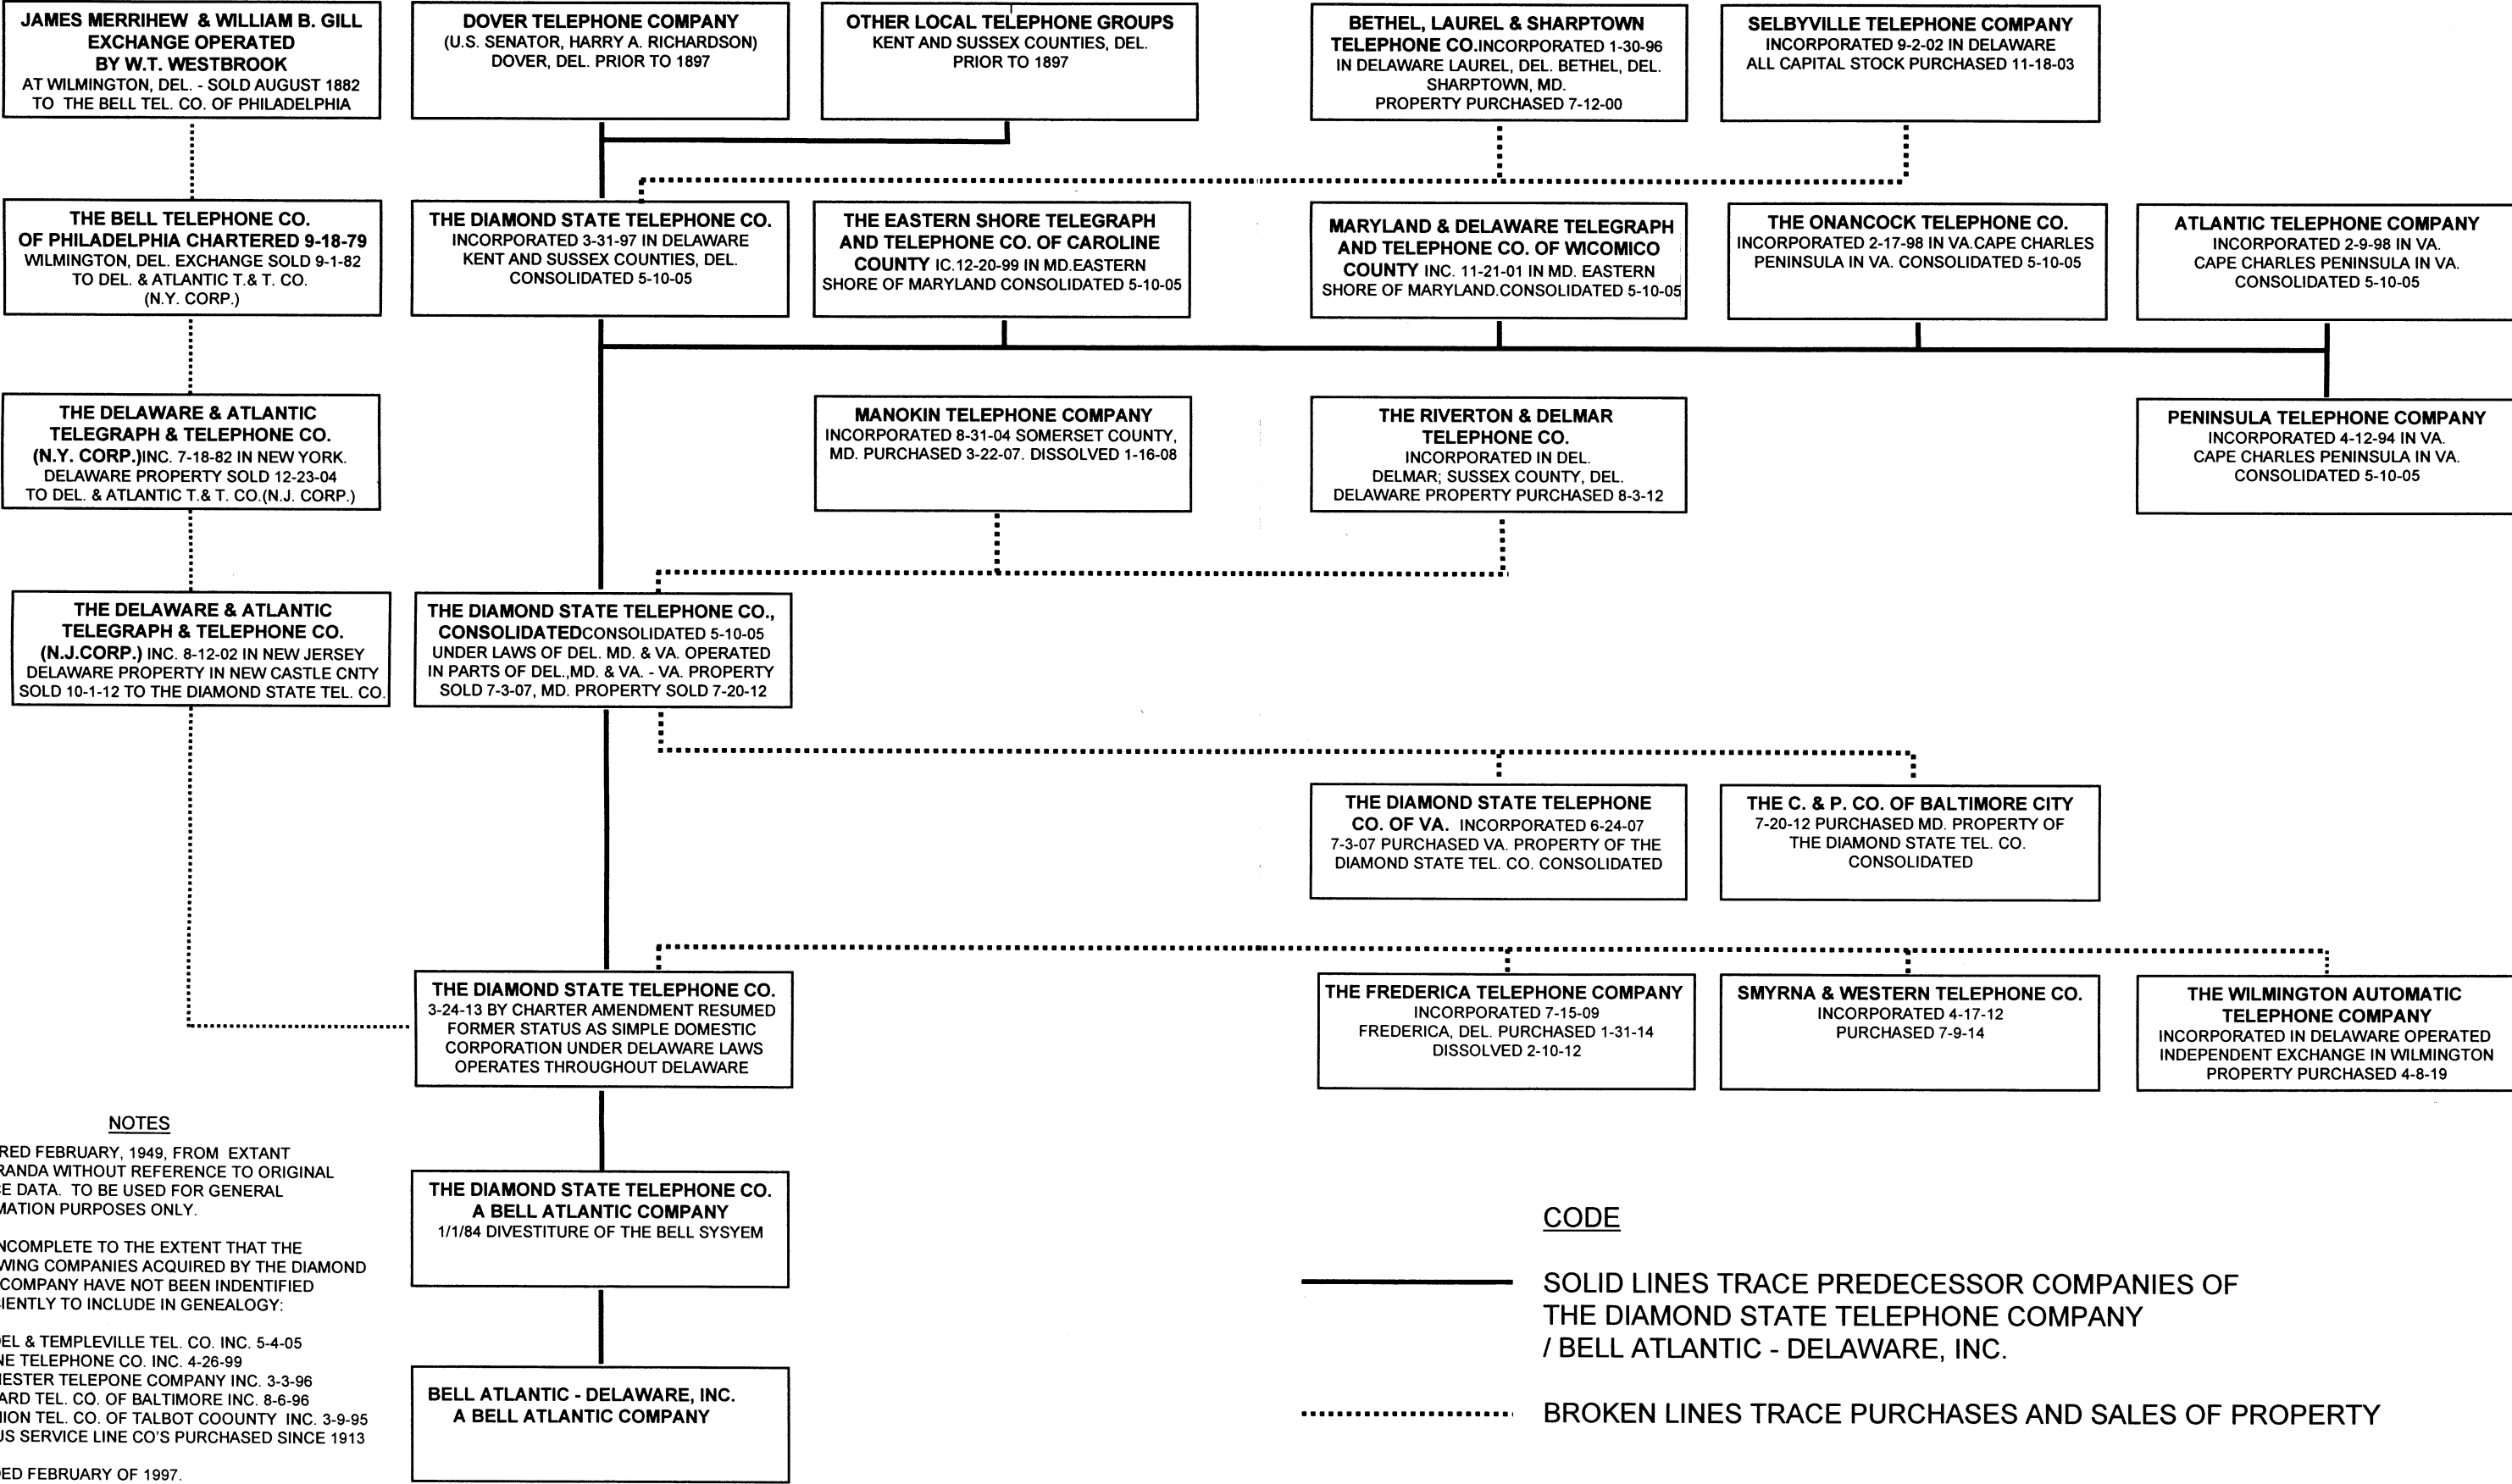 JAMES MERRIHEW & WILLIAM B. GILL
EXCHANGE OPERATED
BY W.T. WESTBROOK
AT WILMINGTON, DEL. - SOLD AUGUST 1882
TO THE BELL TEL. CO. OF PHILADELPHIA
DOVER TELEPHONE COMPANY
(U.S. SENATOR, HARRY A. RICHARDSON)
DOVER, DEL. PRIOR TO 1897
OTHER LOCAL TELEPHONE GROUPS
KENT AND SUSSEX COUNTIES, DEL.
PRIOR TO 1897
BETHEL, LAUREL & SHARPTOWN
TELEPHONE CO.INCORPORATED 1-30-96
IN DELAWARE LAUREL, DEL. BETHEL, DEL.
SHARPTOWN, MD.
PROPERTY PURCHASED 7-12-00
SELBYVILLE TELEPHONE COMPANY
INCORPORATED 9-2-02 IN DELAWARE
ALL CAPITAL STOCK PURCHASED 11-18-03
THE BELL TELEPHONE CO.
OF PHILADELPHIA CHARTERED 9-18-79
WILMINGTON, DEL. EXCHANGE SOLD 9-1-82
TO DEL. & ATLANTIC T.& T. CO.
(N.Y. CORP.)
THE DIAMOND STATE TELEPHONE CO.
INCORPORATED 3-31-97 IN DELAWARE
KENT AND SUSSEX COUNTIES, DEL.
CONSOLIDATED 5-10-05
THE EASTERN SHORE TELEGRAPH
AND TELEPHONE CO. OF CAROLINE
COUNTY IC.12-20-99 IN MD.EASTERN
SHORE OF MARYLAND CONSOLIDATED 5-10-05
MARYLAND & DELAWARE TELEGRAPH
AND TELEPHONE CO. OF WICOMICO
COUNTY INC. 11-21-01 IN MD. EASTERN
SHORE OF MARYLAND.CONSOLIDATED 5-10-05
THE ONANCOCK TELEPHONE CO.
INCORPORATED 2-17-98 IN VA.CAPE CHARLES
PENINSULA IN VA. CONSOLIDATED 5-10-05
ATLANTIC TELEPHONE COMPANY
INCORPORATED 2-9-98 IN VA.
CAPE CHARLES PENINSULA IN VA.
CONSOLIDATED 5-10-05
THE DELAWARE & ATLANTIC
TELEGRAPH & TELEPHONE CO.
(N.Y. CORP.)INC. 7-18-82 IN NEW YORK.
DELAWARE PROPERTY SOLD 12-23-04
TO DEL. & ATLANTIC T.& T. CO.(N.J. CORP.)
MANOKIN TELEPHONE COMPANY
INCORPORATED 8-31-04 SOMERSET COUNTY,
MD. PURCHASED 3-22-07. DISSOLVED 1-16-08
THE RIVERTON & DELMAR
TELEPHONE CO.
INCORPORATED IN DEL.
DELMAR; SUSSEX COUNTY, DEL.
DELAWARE PROPERTY PURCHASED 8-3-12
PENINSULA TELEPHONE COMPANY
INCORPORATED 4-12-94 IN VA.
CAPE CHARLES PENINSULA IN VA.
CONSOLIDATED 5-10-05
THE DELAWARE & ATLANTIC
TELEGRAPH & TELEPHONE CO.
(N.J.CORP.) INC. 8-12-02 IN NEW JERSEY
DELAWARE PROPERTY IN NEW CASTLE CNTY
SOLD 10-1-12 TO THE DIAMOND STATE TEL. CO.
THE DIAMOND STATE TELEPHONE CO.,
CONSOLIDATEDCONSOLIDATED 5-10-05
UNDER LAWS OF DEL. MD. & VA. OPERATED
IN PARTS OF DEL.,MD. & VA. - VA. PROPERTY
SOLD 7-3-07, MD. PROPERTY SOLD 7-20-12
THE DIAMOND STATE TELEPHONE
CO. OF VA. INCORPORATED 6-24-07
7-3-07 PURCHASED VA. PROPERTY OF THE
DIAMOND STATE TEL. CO. CONSOLIDATED
THE C. & P. CO. OF BALTIMORE CITY
7-20-12 PURCHASED MD. PROPERTY OF
THE DIAMOND STATE TEL. CO.
CONSOLIDATED
THE DIAMOND STATE TELEPHONE CO.
3-24-13 BY CHARTER AMENDMENT RESUMED
FORMER STATUS AS SIMPLE DOMESTIC
CORPORATION UNDER DELAWARE LAWS
OPERATES THROUGHOUT DELAWARE
THE FREDERICA TELEPHONE COMPANY
INCORPORATED 7-15-09
FREDERICA, DEL. PURCHASED 1-31-14
DISSOLVED 2-10-12
SMYRNA & WESTERN TELEPHONE CO.
INCORPORATED 4-17-12
PURCHASED 7-9-14
THE WILMINGTON AUTOMATIC
TELEPHONE COMPANY
INCORPORATED IN DELAWARE OPERATED
INDEPENDENT EXCHANGE IN WILMINGTON
PROPERTY PURCHASED 4-8-19
NOTES
RED FEBRUARY, 1949, FROM EXTANT
RANDA WITHOUT REFERENCE TO ORIGINAL
E DATA. TO BE USED FOR GENERAL
MATION PURPOSES ONLY.
NCOMPLETE TO THE EXTENT THAT THE
WING COMPANIES ACQUIRED BY THE DIAMOND
COMPANY HAVE NOT BEEN INDENTIFIED
IENTLY TO INCLUDE IN GENEALOGY:
EL & TEMPLEVILLE TEL. CO. INC. 5-4-05
NE TELEPHONE CO. INC. 4-26-99
HESTER TELEPONE COMPANY INC. 3-3-96
ARD TEL. CO. OF BALTIMORE INC. 8-6-96
NION TEL. CO. OF TALBOT COOUNTY INC. 3-9-95
US SERVICE LINE CO'S PURCHASED SINCE 1913
ED FEBRUARY OF 1997.
THE DIAMOND STATE TELEPHONE CO.
A BELL ATLANTIC COMPANY
1/1/84 DIVESTITURE OF THE BELL SYSYEM
BELL ATLANTIC - DELAWARE, INC.
A BELL ATLANTIC COMPANY
CODE
SOLID LINES TRACE PREDECESSOR COMPANIES OF
THE DIAMOND STATE TELEPHONE COMPANY
/ BELL ATLANTIC - DELAWARE, INC.
BROKEN LINES TRACE PURCHASES AND SALES OF PROPERTY